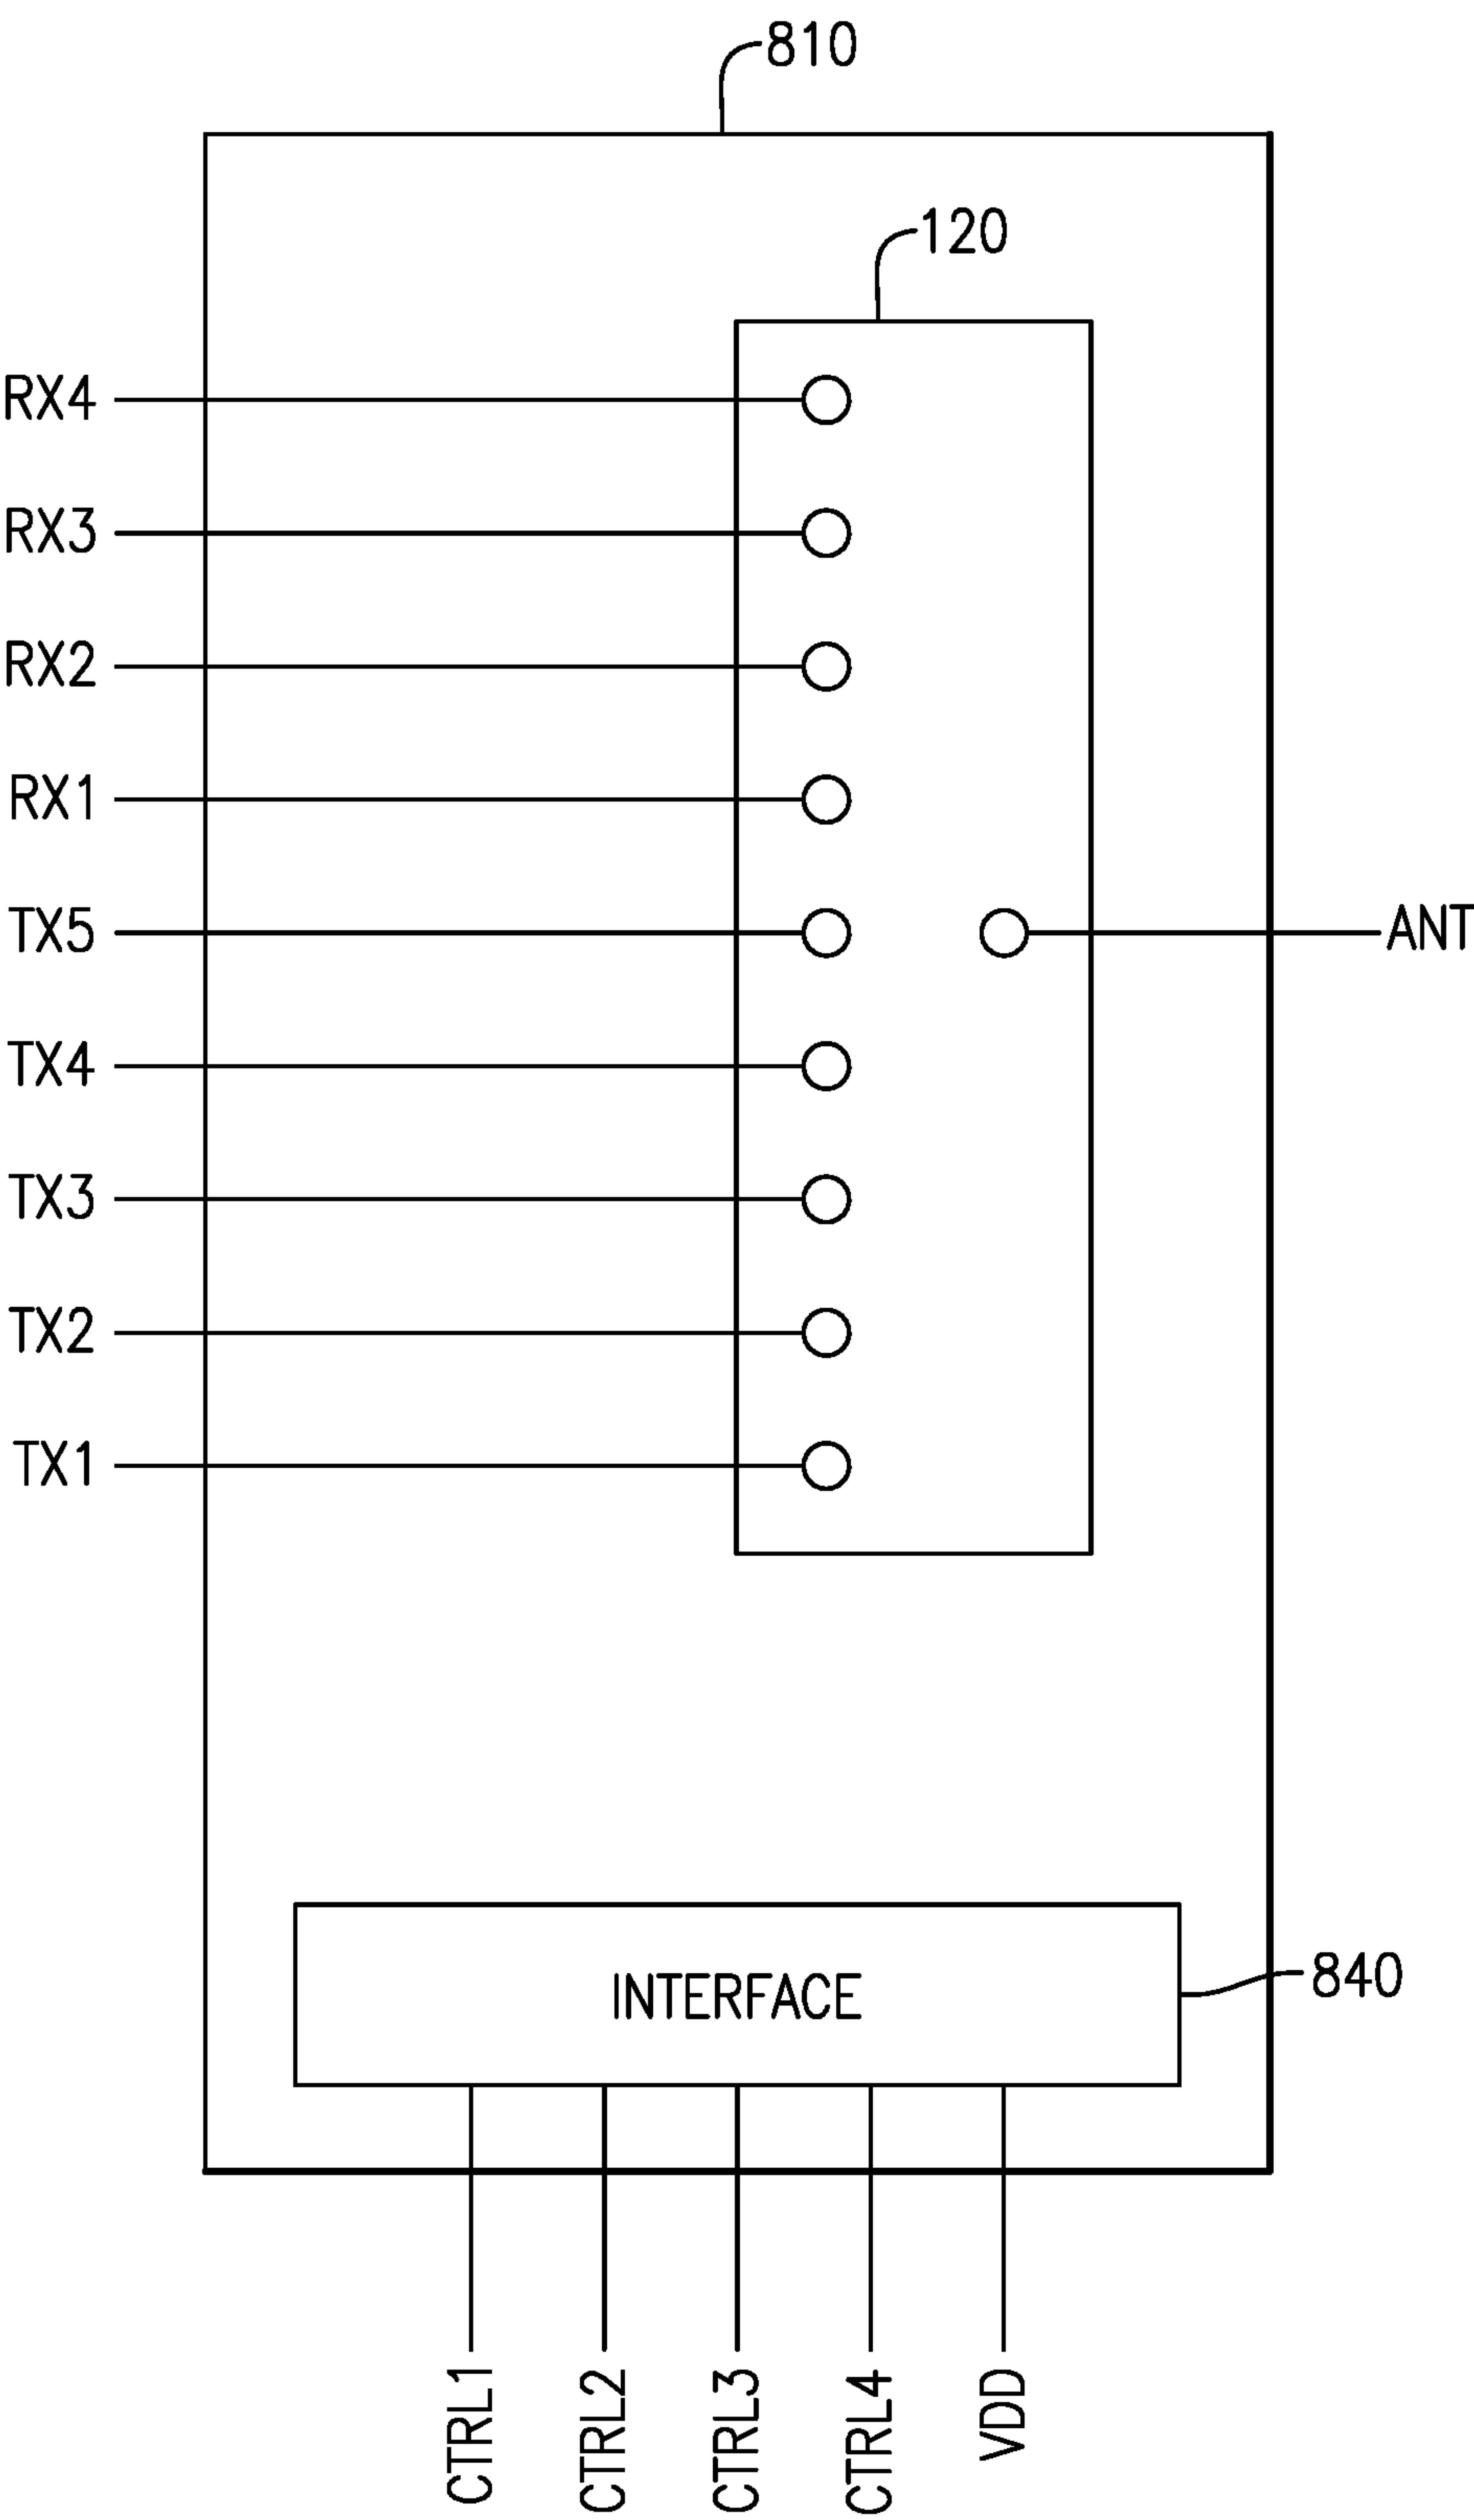 810
120
RX4
RX3
RX2
RX1
TX5
ANT
TX4
TX3
TX2
TX1
INTERFACE
840
CTRL1
CTRL2
CTRL3
CTRL4
VDD